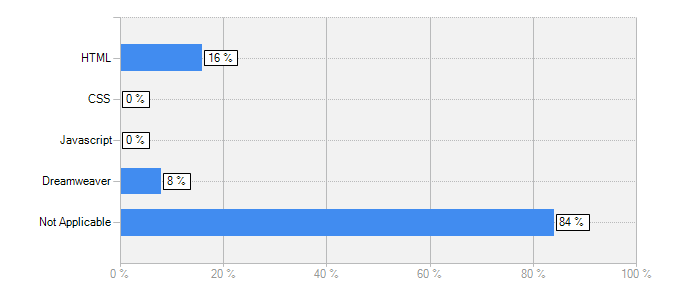 HTML 16 %
CSS 0 %
Javascript 0 %
Dreamweaver 8 %
Not Applicable 84 %
0 % 20 % 40 % 60 % 80 % 100 %